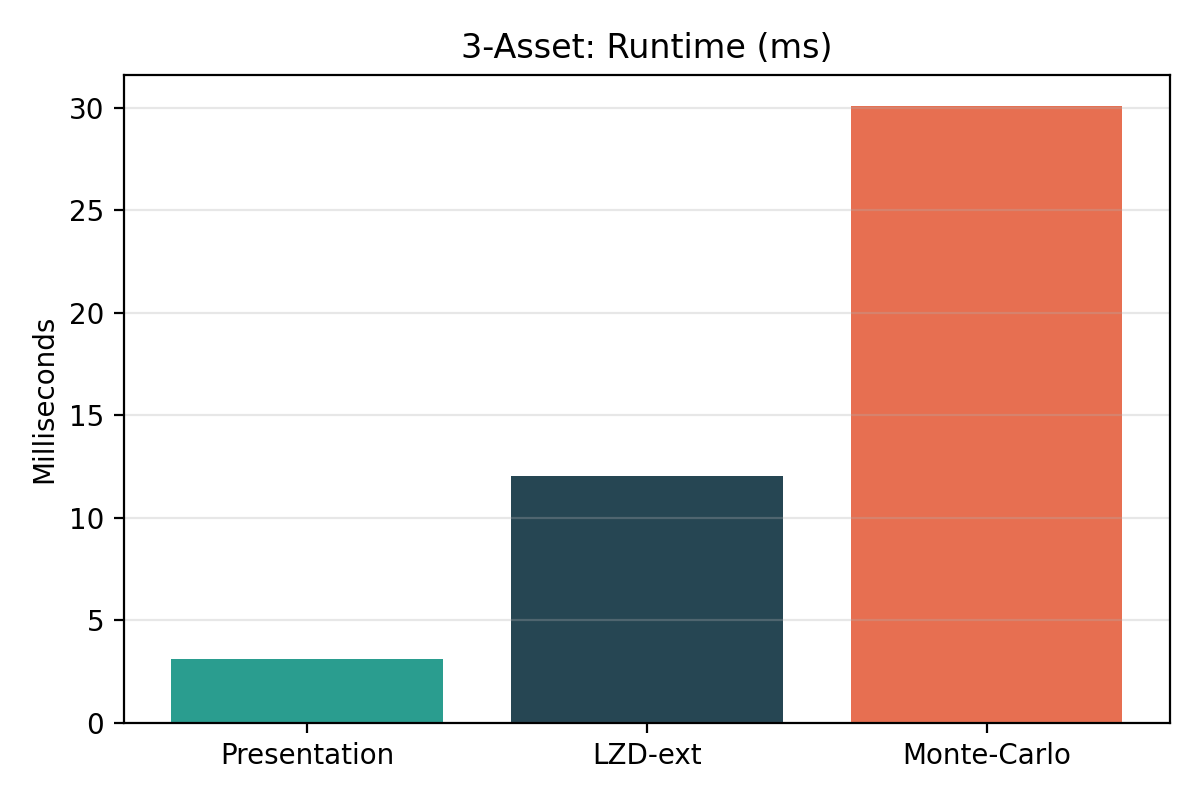 3-Asset: Runtime (ms)
Milliseconds
30
25
20
15
10
5
0
Presentation
LZD-ext
Monte-Carlo